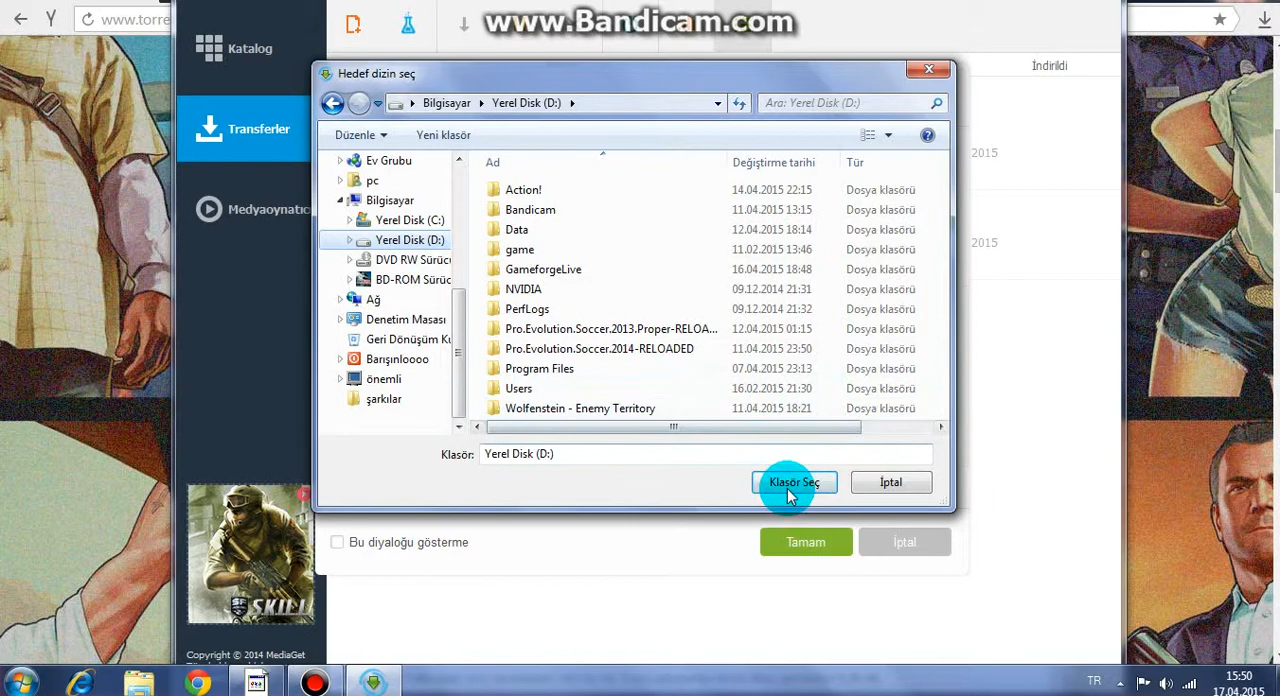 www.torre
www.Bandicam.com
Katalog
Transferler
Medyaoynatıcı
İndirildi
2015
2015
Hedef dizin seç
Bilgisayar
Yerel Disk (D:)
Ara: Yerel Disk (D:)
Düzenle
Yeni klasör
Ev Grubu
pc
Bilgisayar
Yerel Disk (C:)
Yerel Disk (D:)
DVD RW Sürücü
BD-ROM Sürüc
Ağ
Denetim Masası
Geri Dönüşüm Ku
Barışınloooo
önemli
şarkılar
Ad Değiştirme tarihi Tür
Action! 14.04.2015 22:15 Dosya klasörü
Bandicam 11.04.2015 13:15 Dosya klasörü
Data 12.04.2015 18:14 Dosya klasörü
game 11.02.2015 13:46 Dosya klasörü
GameforgeLive 16.04.2015 18:48 Dosya klasörü
NVIDIA 09.12.2014 21:31 Dosya klasörü
PerfLogs 09.12.2014 21:32 Dosya klasörü
Pro.Evolution.Soccer.2013.Proper-RELOA... 12.04.2015 01:15 Dosya klasörü
Pro.Evolution.Soccer.2014-RELOADED 11.04.2015 23:50 Dosya klasörü
Program Files 07.04.2015 23:13 Dosya klasörü
Users 16.02.2015 21:30 Dosya klasörü
Wolfenstein - Enemy Territory 11.04.2015 18:21 Dosya klasörü
Klasör: Yerel Disk (D:)
Klasör Seç
İptal
Bu diyaloğu gösterme
Tamam
İptal
SKILL
Copyright © 2014 MediaGet
TR
15:50
17.04.2015